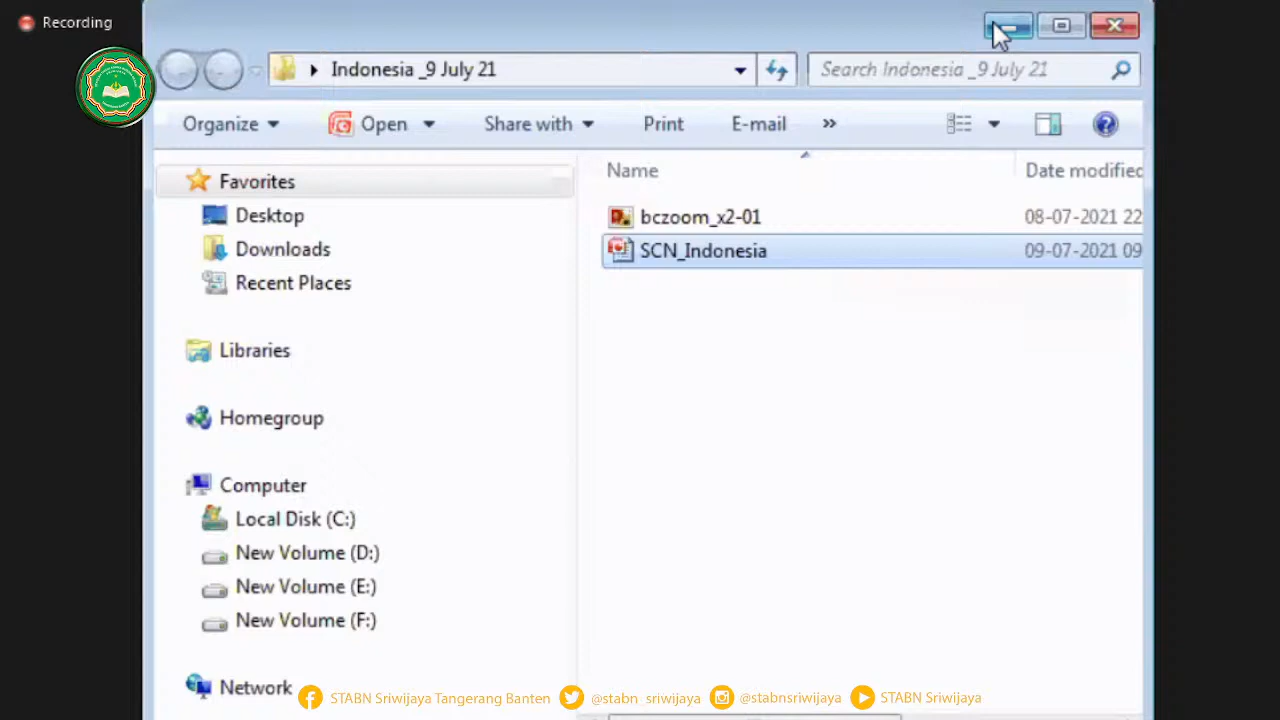 Recording
Indonesia _9 July 21
Search Indonesia _9 July 21
Organize
Open
Share with
Print
E-mail
»
Name
Date modified
Favorites
Desktop
Downloads
Recent Places
Libraries
Homegroup
Computer
Local Disk (C:)
New Volume (D:)
New Volume (E:)
New Volume (F:)
Network
bczoom_x2-01
08-07-2021 22
SCN_Indonesia
09-07-2021 09
STABN Sriwijaya Tangerang Banten
@stabn_sriwijaya
@stabnsriwijaya
STABN Sriwijaya